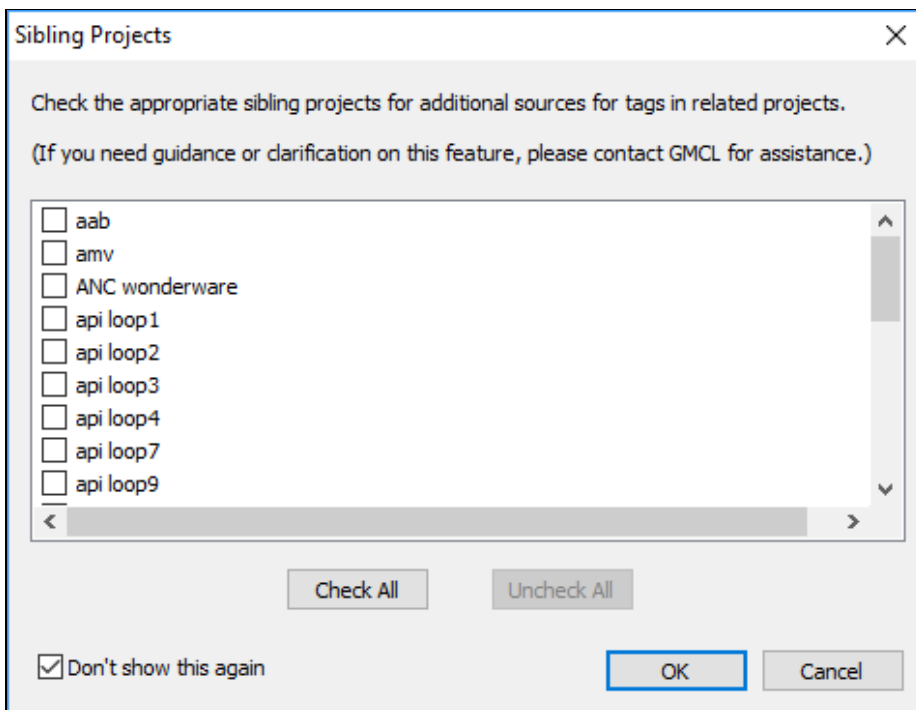 Sibling Projects
Check the appropriate sibling projects for additional sources for tags in related projects.
(If you need guidance or clarification on this feature, please contact GMCL for assistance.)
aab
amv
ANC wonderware
api loop1
api loop2
api loop3
api loop4
api loop7
api loop9
Check All Uncheck All
Don't show this again OK Cancel